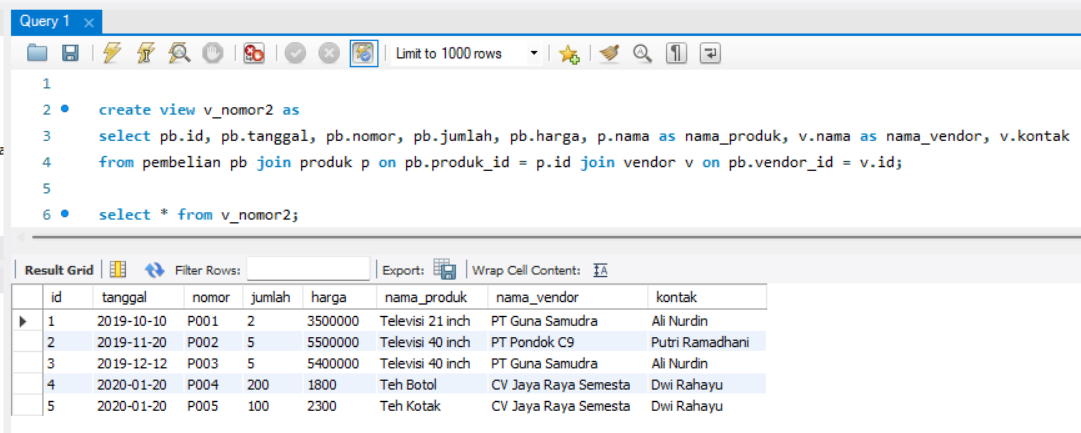 Query 1 ×
Limit to 1000 rows
1
2 create view v_nomor2 as
3 select pb.id, pb.tanggal, pb.nomor, pb.jumlah, pb.harga, p.nama as nama_produk, v.nama as nama_vendor, v.kontak
4 from pembelian pb join produk p on pb.produk_id = p.id join vendor v on pb.vendor_id = v.id;
5
6 select * from v_nomor2;
Result Grid Filter Rows: Export: Wrap Cell Content:
id tanggal nomor jumlah harga nama_produk nama_vendor kontak
1 2019-10-10 P001 2 3500000 Televisi 21 inch PT Guna Samudra Ali Nurdin
2 2019-11-20 P002 5 5500000 Televisi 40 inch PT Pondok C9 Putri Ramadhani
3 2019-12-12 P003 5 5400000 Televisi 40 inch PT Guna Samudra Ali Nurdin
4 2020-01-20 P004 200 1800 Teh Botol CV Jaya Raya Semesta Dwi Rahayu
5 2020-01-20 P005 100 2300 Teh Kotak CV Jaya Raya Semesta Dwi Rahayu